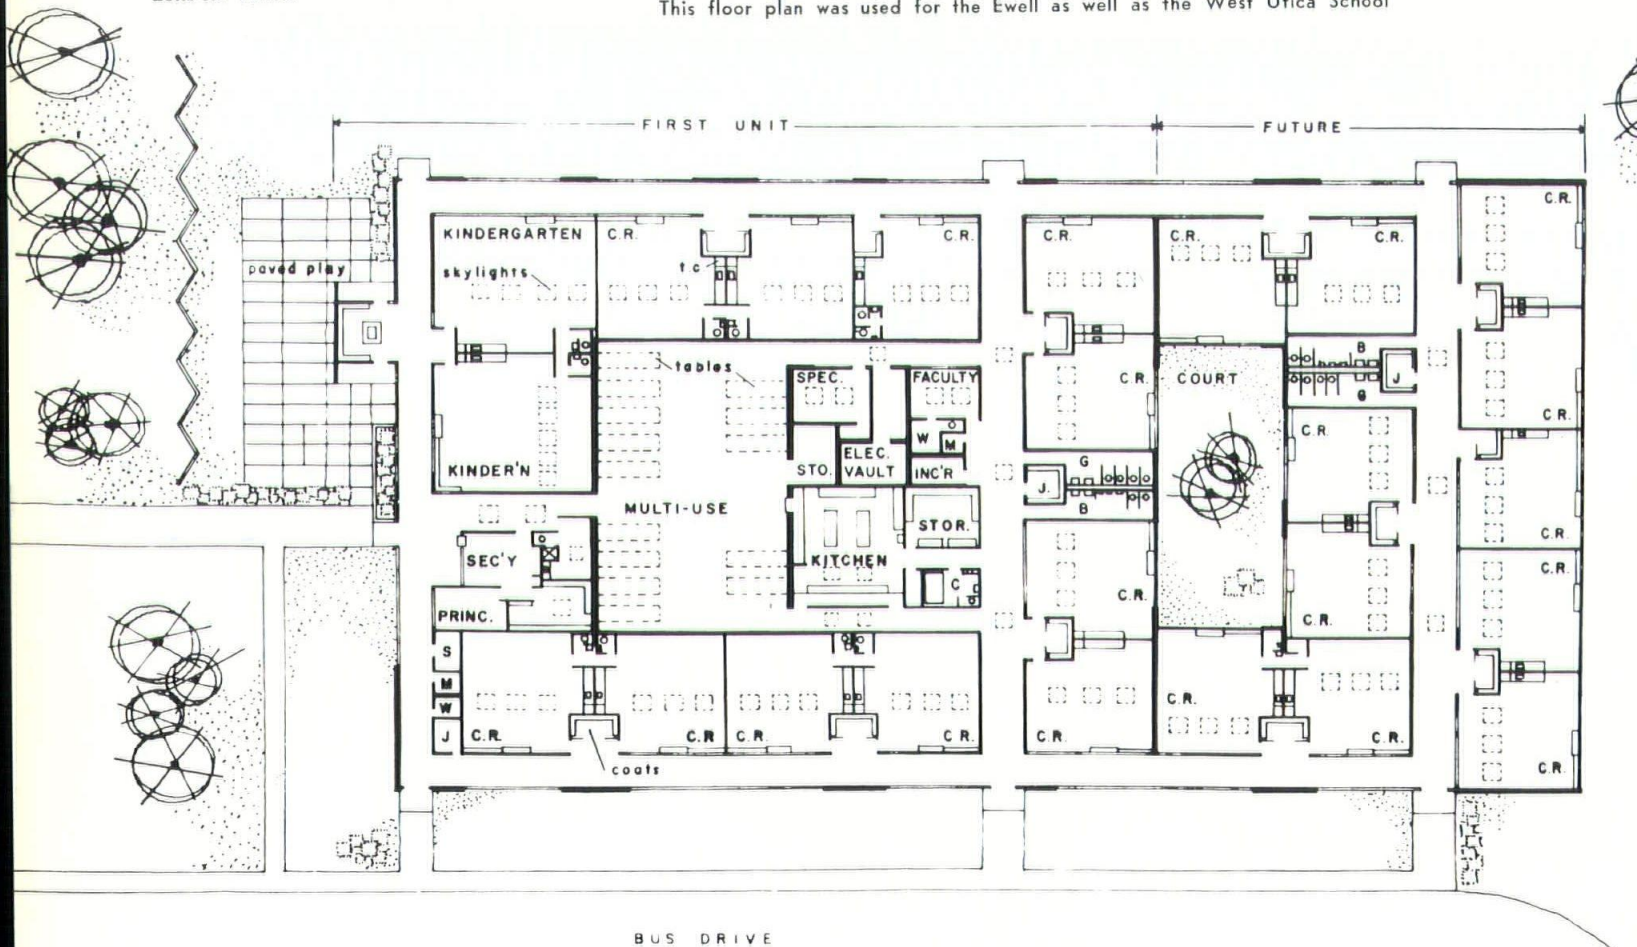 This floor plan was used for the Ewell as well as the West Utica School
FIRST UNIT
FUTURE
C.R.
KINDERGARTEN
C.R.
C.R.
C.R.
C.R.
C.R.
paved play
skylights
t.c
tables
SPEC.
FACULTY
C.R.
COURT
B
J
G
C.R.
W
M
C.R.
KINDER'N
STO.
ELEC.
VAULT
INC'R
G
J.
B
MULTI-USE
STOR.
SEC'Y
KITCHEN
C.R.
C.R.
C
C.R.
PRINC.
C.R.
S
M
W
J
C.R.
C.R
C.R.
C.R.
C.R.
C.R.
C.R.
C.R.
coats
BUS DRIVE